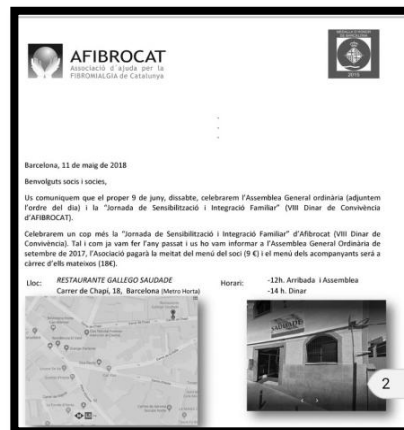 AFIBROCAT
Associació d´ajuda per la
FIBROMIALGIA de Catalunya
2015
Barcelona, 11 de maig de 2018
Benvolguts socis i socies,
Us comuniquem que el proper 9 de juny, dissabte, celebrarem l'Assemblea General ordinària (adjuntem
l'ordre del dia) i la "Jornada de Sensibilització i Integració Familiar" (VIII Dinar de Convivència
d'AFIBROCAT).
Celebrarem un cop més la "Jornada de Sensibilització i Integració Familiar" d'Afibrocat (VIII Dinar de
Convivència). Tal i com ja vam fer l'any passat i us ho vam informar a l'Assemblea General Ordinària de
setembre de 2017, l'Asociació pagarà la meitat del menú del soci (9 €) i el menú dels acompanyants serà a
càrrec d'ells mateixos (18€).
Lloc: RESTAURANTE GALLEGO SAUDADE
Carrer de Chapí, 18, Barcelona (Metro Horta)
Horari: -12h. Arribada i Assemblea
-14 h. Dinar
SAUDADE
2